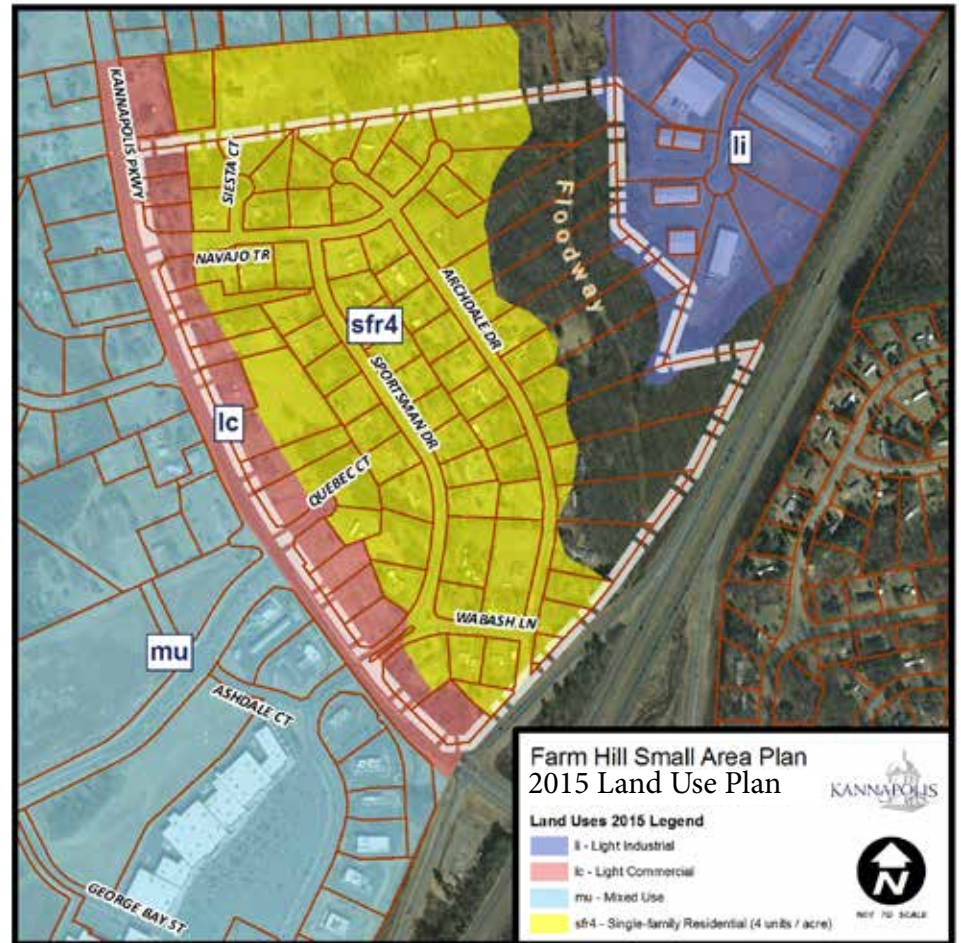 KANNAPOLIS PKWY
SIESTA CT
NAVAJO TR
li
Floodway
ARCHDALE DR
sfr4
SPORTSMAN DR
lc
QUEBEC CT
WABASH LN
mu
ASHDALE CT
GEORGE BAY ST
Farm Hill Small Area Plan
2015 Land Use Plan
KANNAPOLIS
Land Uses 2015 Legend
li - Light Industrial
lc - Light Commercial
mu - Mixed Use
sfr4 - Single-family Residential (4 units / acre)
N
NOT TO SCALE